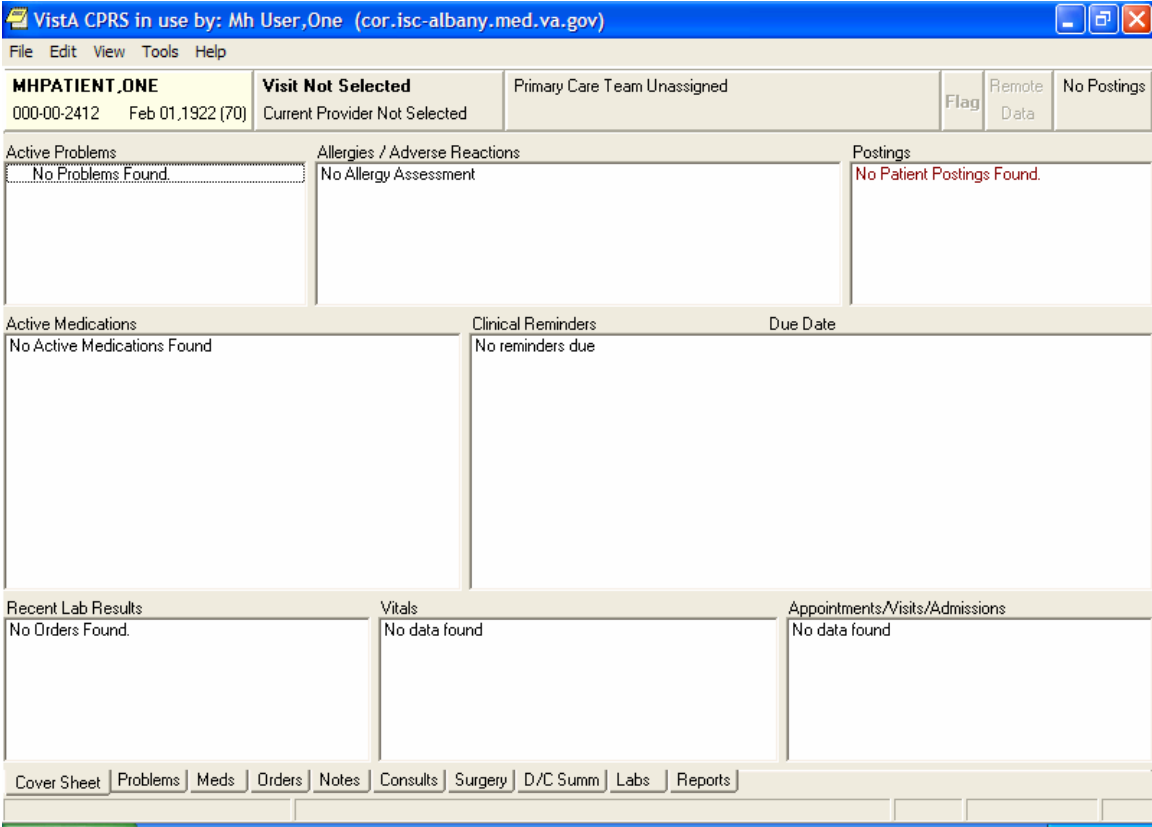 VistA CPRS in use by: Mh User,One (cor.isc-albany.med.va.gov)
File Edit View Tools Help
MHPATIENT,ONE Visit Not Selected Primary Care Team Unassigned Flag Remote Data No Postings
000-00-2412 Feb 01,1922 (70) Current Provider Not Selected
Active Problems Allergies / Adverse Reactions Postings
No Problems Found. No Allergy Assessment No Patient Postings Found.
Active Medications Clinical Reminders Due Date
No Active Medications Found No reminders due
Recent Lab Results Vitals Appointments/Visits/Admissions
No Orders Found. No data found No data found
Cover Sheet Problems Meds Orders Notes Consults Surgery D/C Summ Labs Reports